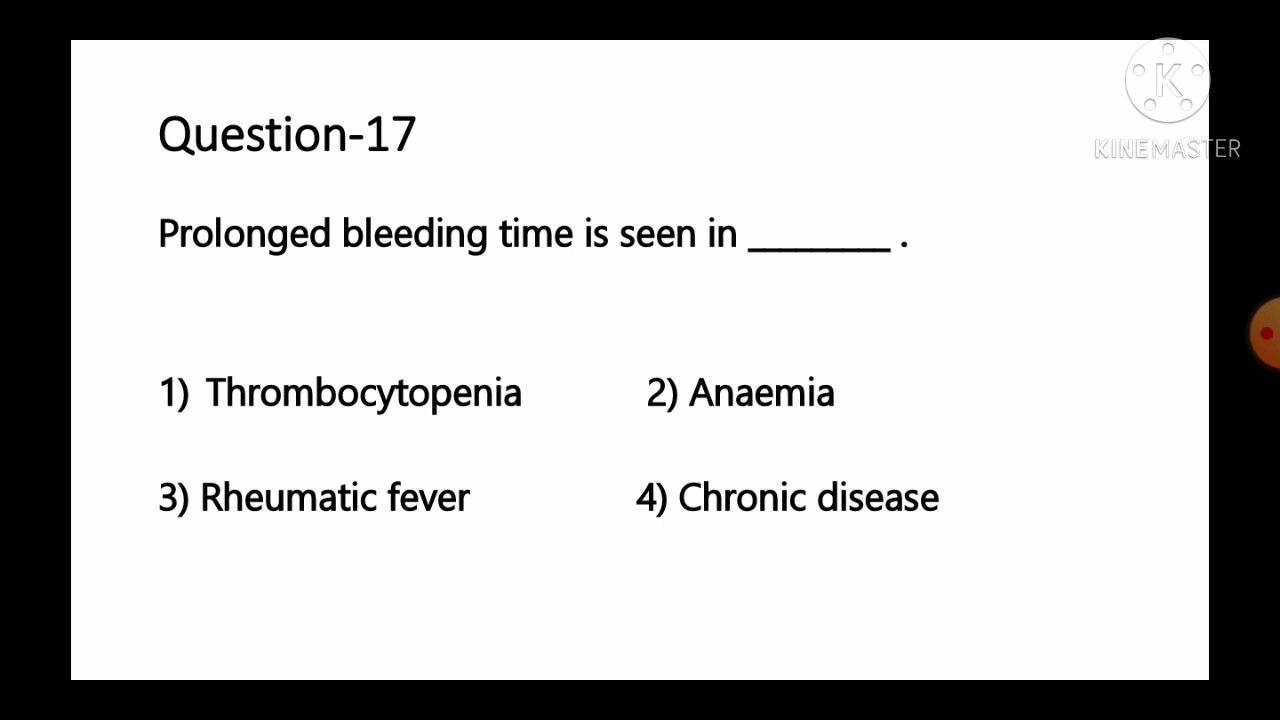 K
KINEMASTER
Question-17
Prolonged bleeding time is seen in _________ .
1) Thrombocytopenia 2) Anaemia
3) Rheumatic fever 4) Chronic disease